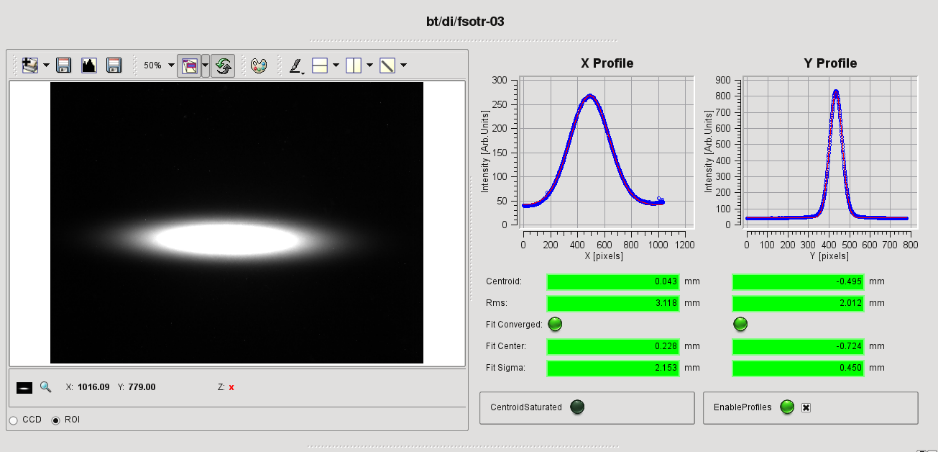 bt/di/fsotr-03
50%
X: 1016.09 Y: 779.00 Z: x
CCD ROI
X Profile
Intensity [Arb.Units]
300
250
200
150
100
50
0
0 200 400 600 800 1000 1200
X [pixels]
Y Profile
Intensity [Arb.Units]
900
800
700
600
500
400
300
200
100
0
0 100 200 300 400 500 600 700 800
Y [pixels]
Centroid: 0.043 mm -0.495 mm
Rms: 3.118 mm 2.012 mm
Fit Converged:
Fit Center: 0.228 mm -0.724 mm
Fit Sigma: 2.153 mm 0.450 mm
CentroidSaturated
EnableProfiles